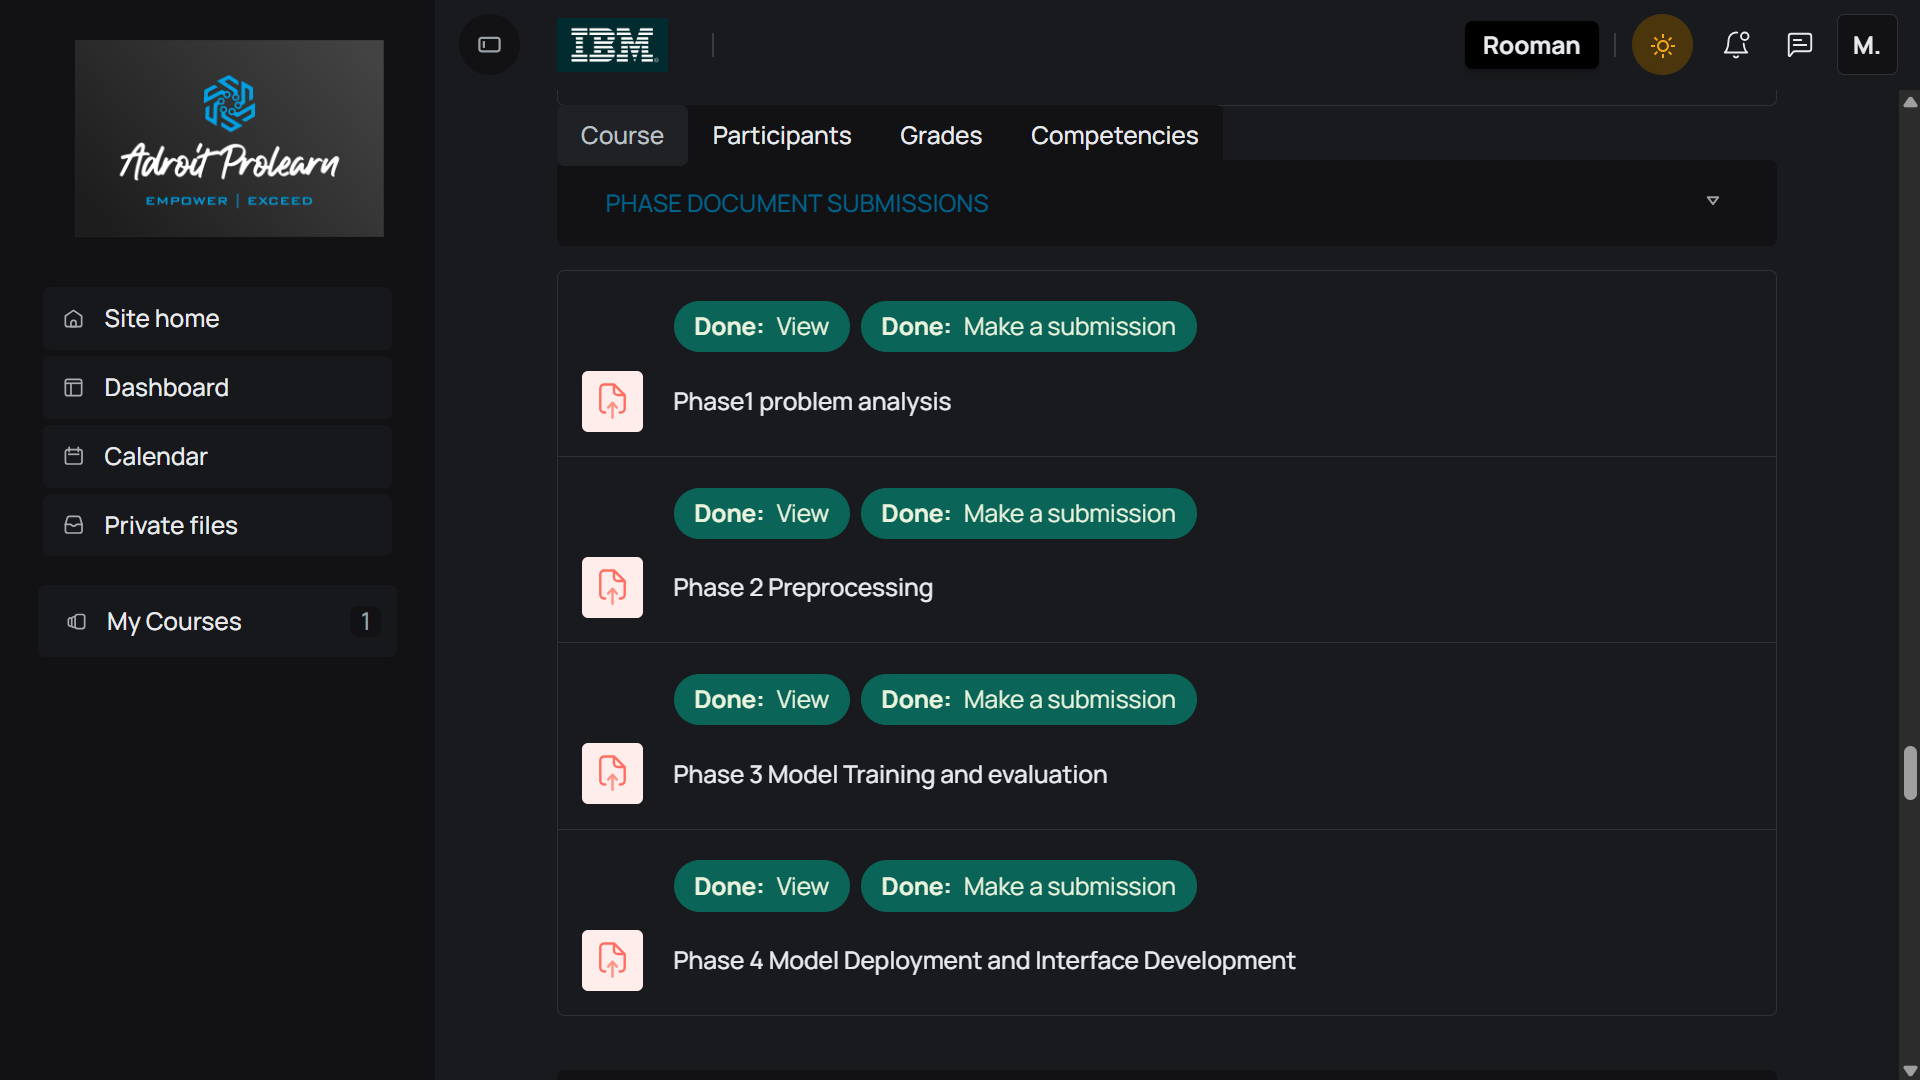 Adroit Prolearn
EMPOWER | EXCEED
Site home
Dashboard
Calendar
Private files
My Courses 1
IBM
Rooman
M.
Course Participants Grades Competencies
PHASE DOCUMENT SUBMISSIONS
Done: View Done: Make a submission
Phase1 problem analysis
Done: View Done: Make a submission
Phase 2 Preprocessing
Done: View Done: Make a submission
Phase 3 Model Training and evaluation
Done: View Done: Make a submission
Phase 4 Model Deployment and Interface Development